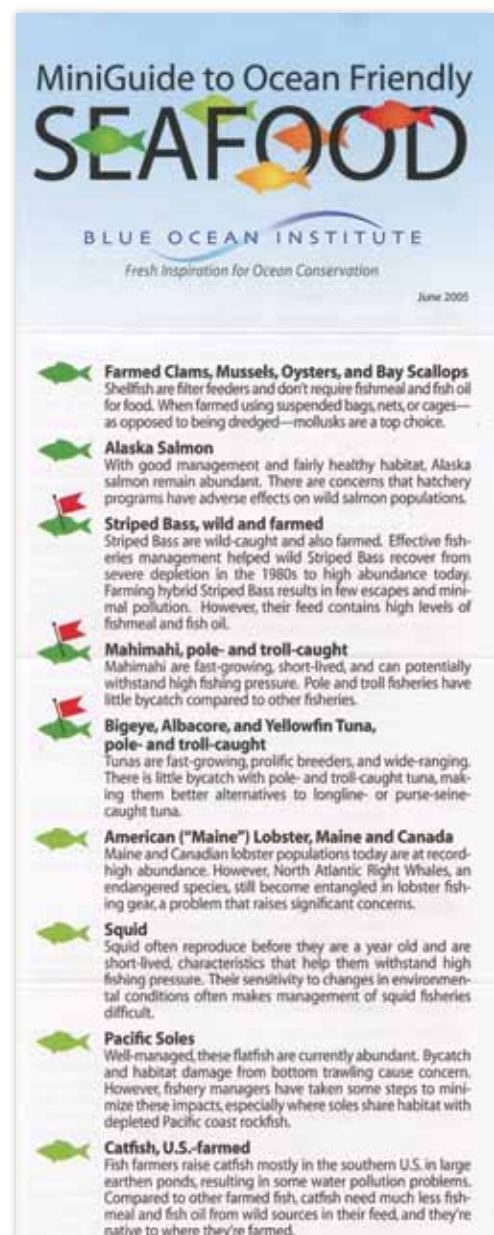 MiniGuide to Ocean Friendly
SEAFOOD
BLUE OCEAN INSTITUTE
Fresh Inspiration for Ocean Conservation
June 2005
Farmed Clams, Mussels, Oysters, and Bay Scallops
Shellfish are filter feeders and don't require fishmeal and fish oil
for food. When farmed using suspended bags, nets, or cages—
as opposed to being dredged—mollusks are a top choice.
Alaska Salmon
With good management and fairly healthy habitat, Alaska
salmon remain abundant. There are concerns that hatchery
programs have adverse effects on wild salmon populations.
Striped Bass, wild and farmed
Striped Bass are wild-caught and also farmed. Effective fish-
eries management helped wild Striped Bass recover from
severe depletion in the 1980s to high abundance today.
Farming hybrid Striped Bass results in few escapes and mini-
mal pollution. However, their feed contains high levels of
fishmeal and fish oil.
Mahimahi, pole- and troll-caught
Mahimahi are fast-growing, short-lived, and can potentially
withstand high fishing pressure. Pole and troll fisheries have
little bycatch compared to other fisheries.
Bigeye, Albacore, and Yellowfin Tuna,
pole- and troll-caught
Tunas are fast-growing, prolific breeders, and wide-ranging.
There is little bycatch with pole- and troll-caught tuna, mak-
ing them better alternatives to longline- or purse-seine-
caught tuna.
American ("Maine") Lobster, Maine and Canada
Maine and Canadian lobster populations today are at record-
high abundance. However, North Atlantic Right Whales, an
endangered species, still become entangled in lobster fish-
ing gear, a problem that raises significant concerns.
Squid
Squid often reproduce before they are a year old and are
short-lived, characteristics that help them withstand high
fishing pressure. Their sensitivity to changes in environmen-
tal conditions often makes management of squid fisheries
difficult.
Pacific Soles
Well-managed, these flatfish are currently abundant. Bycatch
and habitat damage from bottom trawling cause concern.
However, fishery managers have taken some steps to mini-
mize these impacts, especially where soles share habitat with
depleted Pacific coast rockfish.
Catfish, U.S.-farmed
Fish farmers raise catfish mostly in the southern U.S. in large
earthen ponds, resulting in some water pollution problems.
Compared to other farmed fish, catfish need much less fish-
meal and fish oil from wild sources in their feed, and they're
native to where they're farmed.